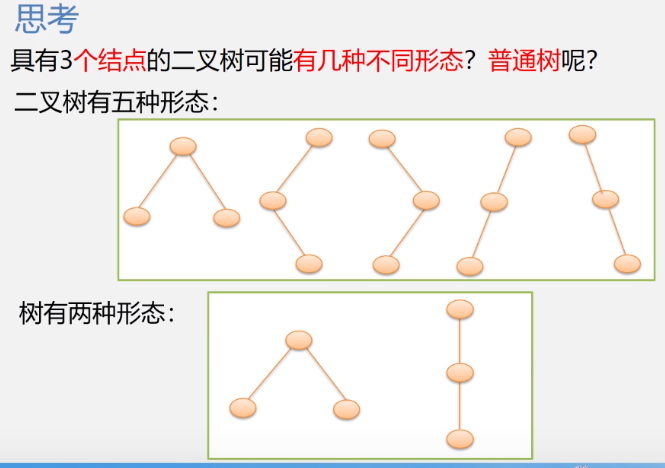 思考
具有3个结点的二叉树可能有几种不同形态？普通树呢？
二叉树有五种形态：
树有两种形态：